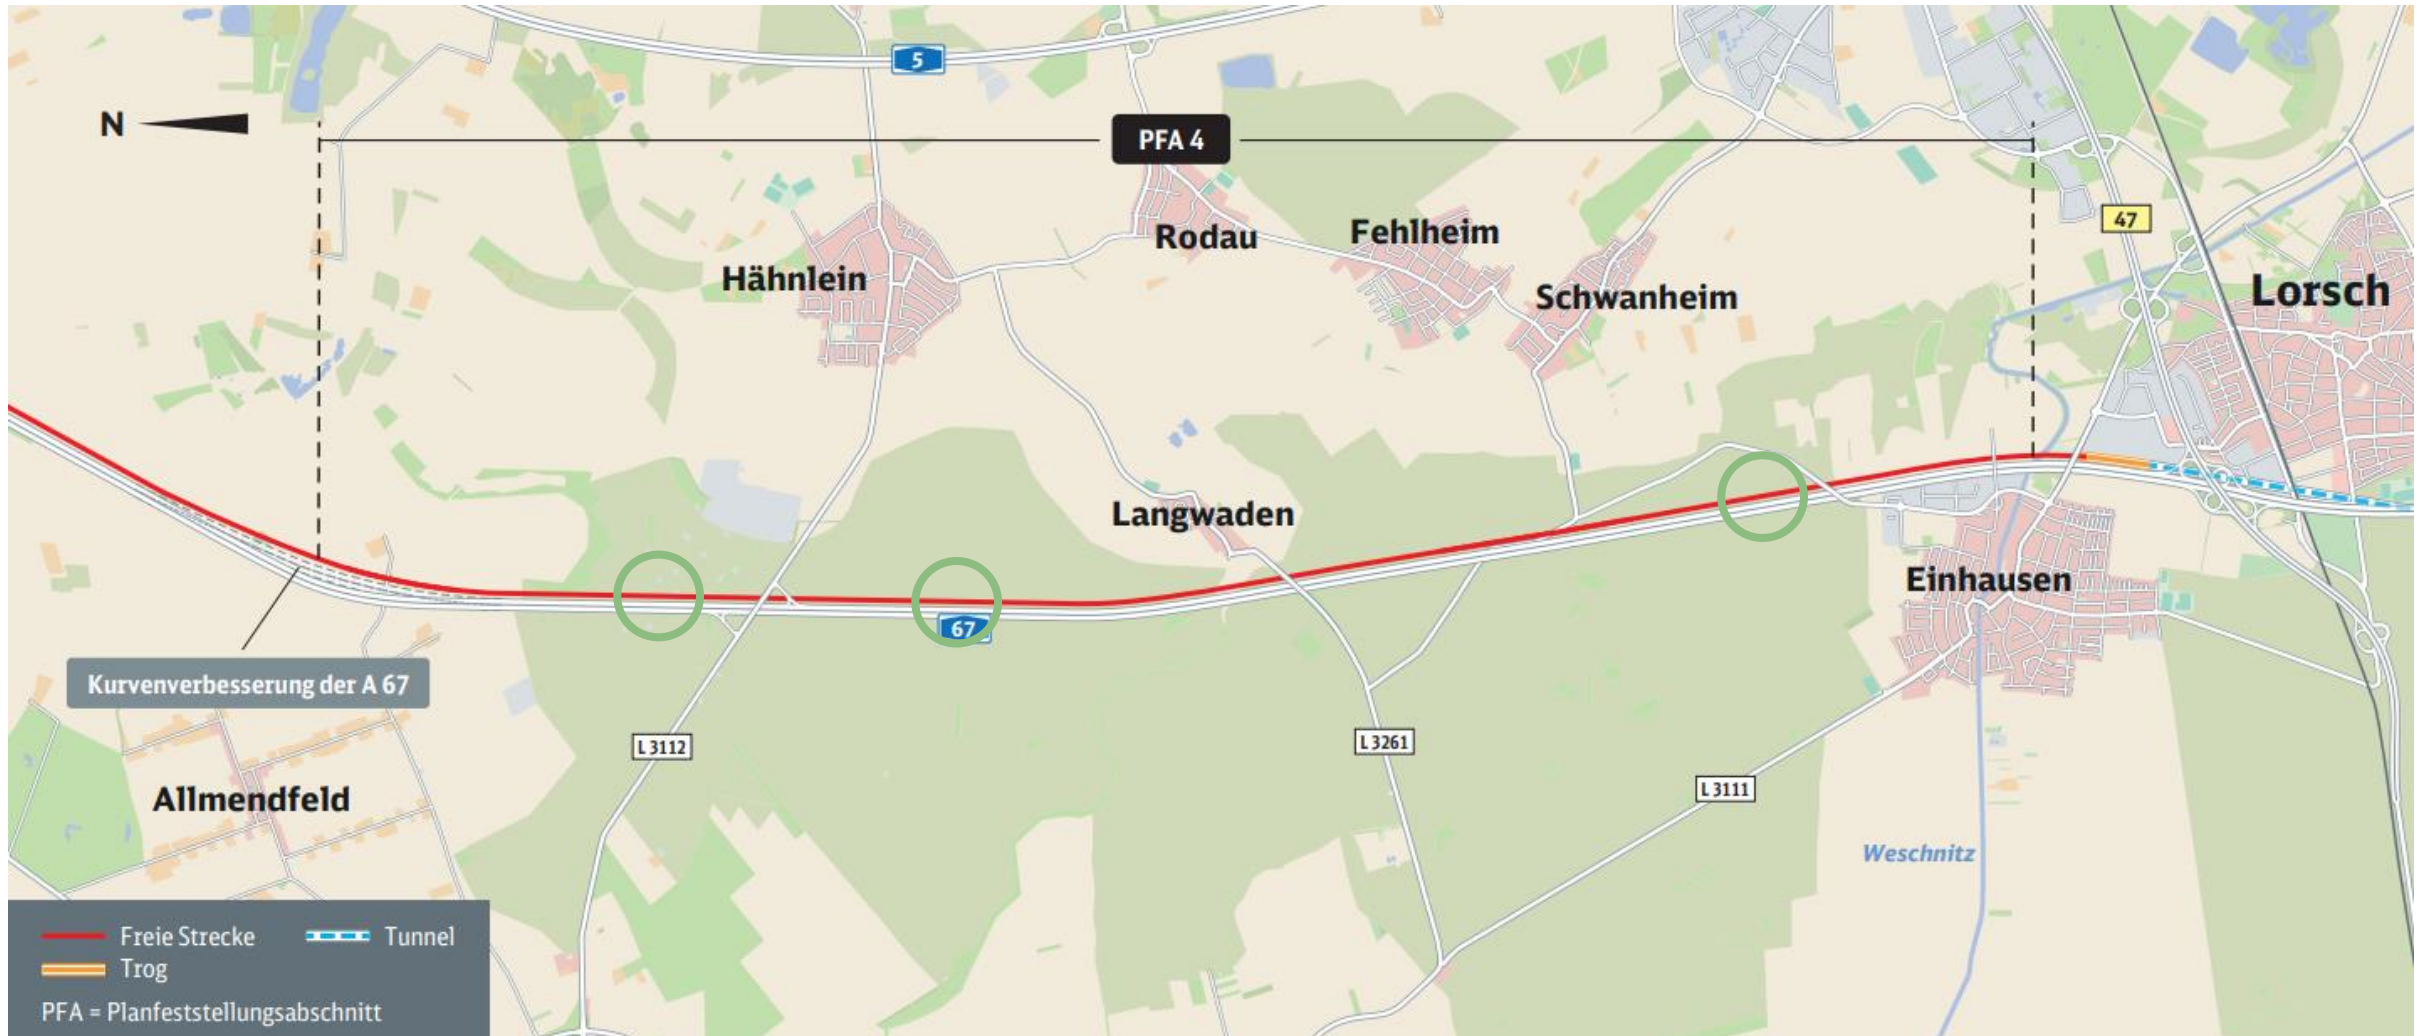 5
N
PFA 4
47
Rodau
Fehlheim
Hähnlein
Schwanheim
Lorsch
Langwaden
Einhausen
67
Kurvenverbesserung der A 67
L 3112
L 3261
L 3111
Allmendfeld
Weschnitz
Freie Strecke
Tunnel
Trog
PFA = Planfeststellungsabschnitt